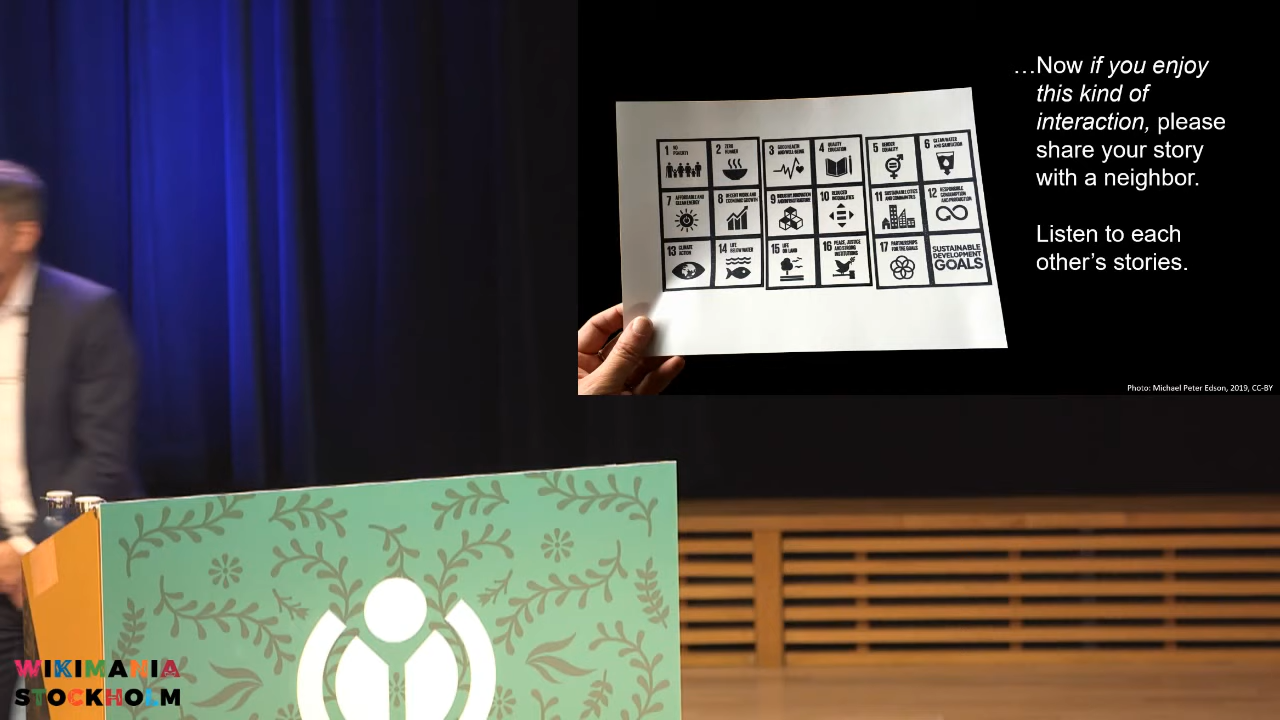 …Now if you enjoy
this kind of
interaction, please
share your story
with a neighbor.
Listen to each
other’s stories.
1 NO
POVERTY
2 ZERO
HUNGER
3 GOOD HEALTH
AND WELL-BEING
4 QUALITY
EDUCATION
5 GENDER
EQUALITY
6 CLEAN WATER
AND SANITATION
7 AFFORDABLE AND
CLEAN ENERGY
8 DECENT WORK AND
ECONOMIC GROWTH
9 INDUSTRY, INNOVATION
AND INFRASTRUCTURE
10 REDUCED
INEQUALITIES
11 SUSTAINABLE CITIES
AND COMMUNITIES
12 RESPONSIBLE
CONSUMPTION
AND PRODUCTION
13 CLIMATE
ACTION
14 LIFE
BELOW WATER
15 LIFE
ON LAND
16 PEACE, JUSTICE
AND STRONG
INSTITUTIONS
17 PARTNERSHIPS
FOR THE GOALS
SUSTAINABLE
DEVELOPMENT
GOALS
Photo: Michael Peter Edson, 2019, CC-BY
WIKIMANIA
STOCKHOLM